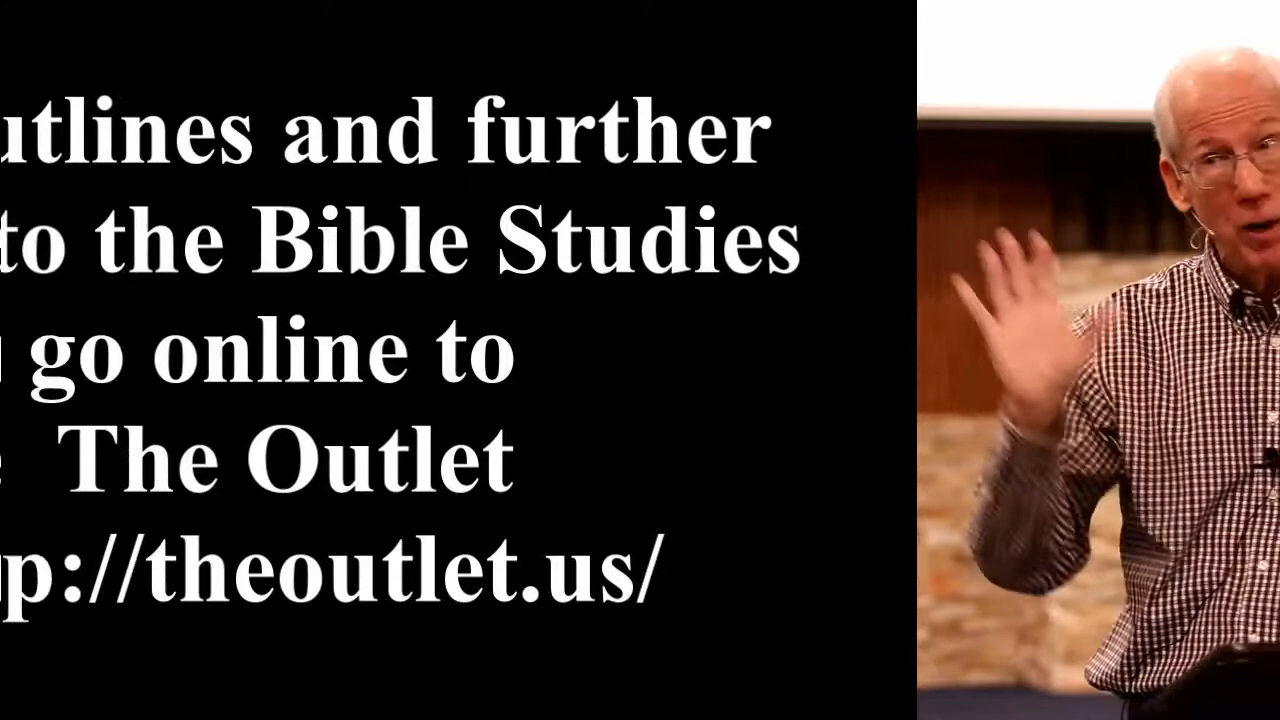 utlines and further
to the Bible Studies
go online to
The Outlet
p://theoutlet.us/